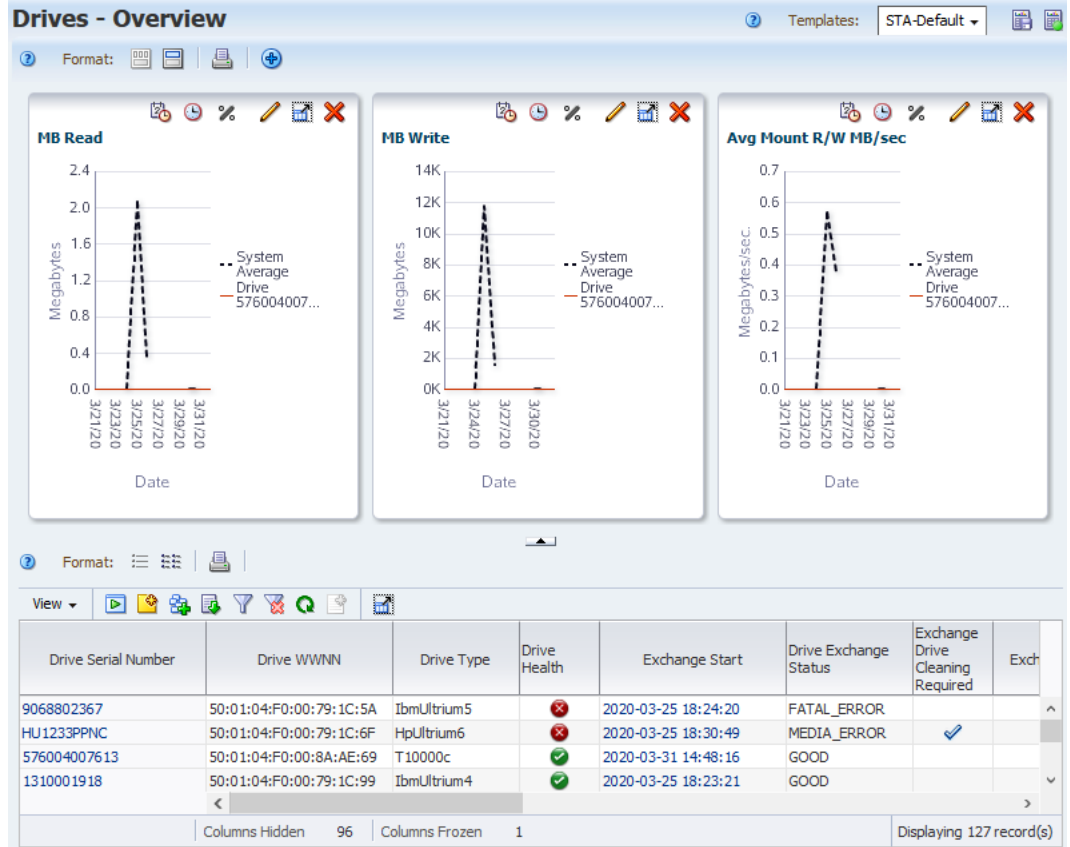 Drives - Overview
Templates: STA-Default
Format:
MB Read
2.4
2.0
1.6
1.2
0.8
0.4
0.0
Megabytes
3/21/20
3/23/20
3/25/20
3/27/20
3/29/20
3/31/20
Date
System
Average
Drive
576004007...
MB Write
14K
12K
10K
8K
6K
4K
2K
0K
Megabytes
3/21/20
3/24/20
3/27/20
3/30/20
Date
System
Average
Drive
576004007...
Avg Mount R/W MB/sec
0.7
0.6
0.5
0.4
0.3
0.2
0.1
0.0
Megabytes/sec.
3/21/20
3/23/20
3/25/20
3/27/20
3/29/20
3/31/20
Date
System
Average
Drive
576004007...
Format:
View
Drive Serial Number Drive WWNN Drive Type Drive Health Exchange Start Drive Exchange Status Exchange Drive Cleaning Required Exch
9068802367 50:01:04:F0:00:79:1C:5A IbmUltrium5 2020-03-25 18:24:20 FATAL_ERROR
HU1233PPNC 50:01:04:F0:00:79:1C:6F HpUltrium6 2020-03-25 18:30:49 MEDIA_ERROR
576004007613 50:01:04:F0:00:8A:AE:69 T10000c 2020-03-31 14:48:16 GOOD
1310001918 50:01:04:F0:00:79:1C:99 IbmUltrium4 2020-03-25 18:23:21 GOOD
Columns Hidden 96 Columns Frozen 1 Displaying 127 record(s)